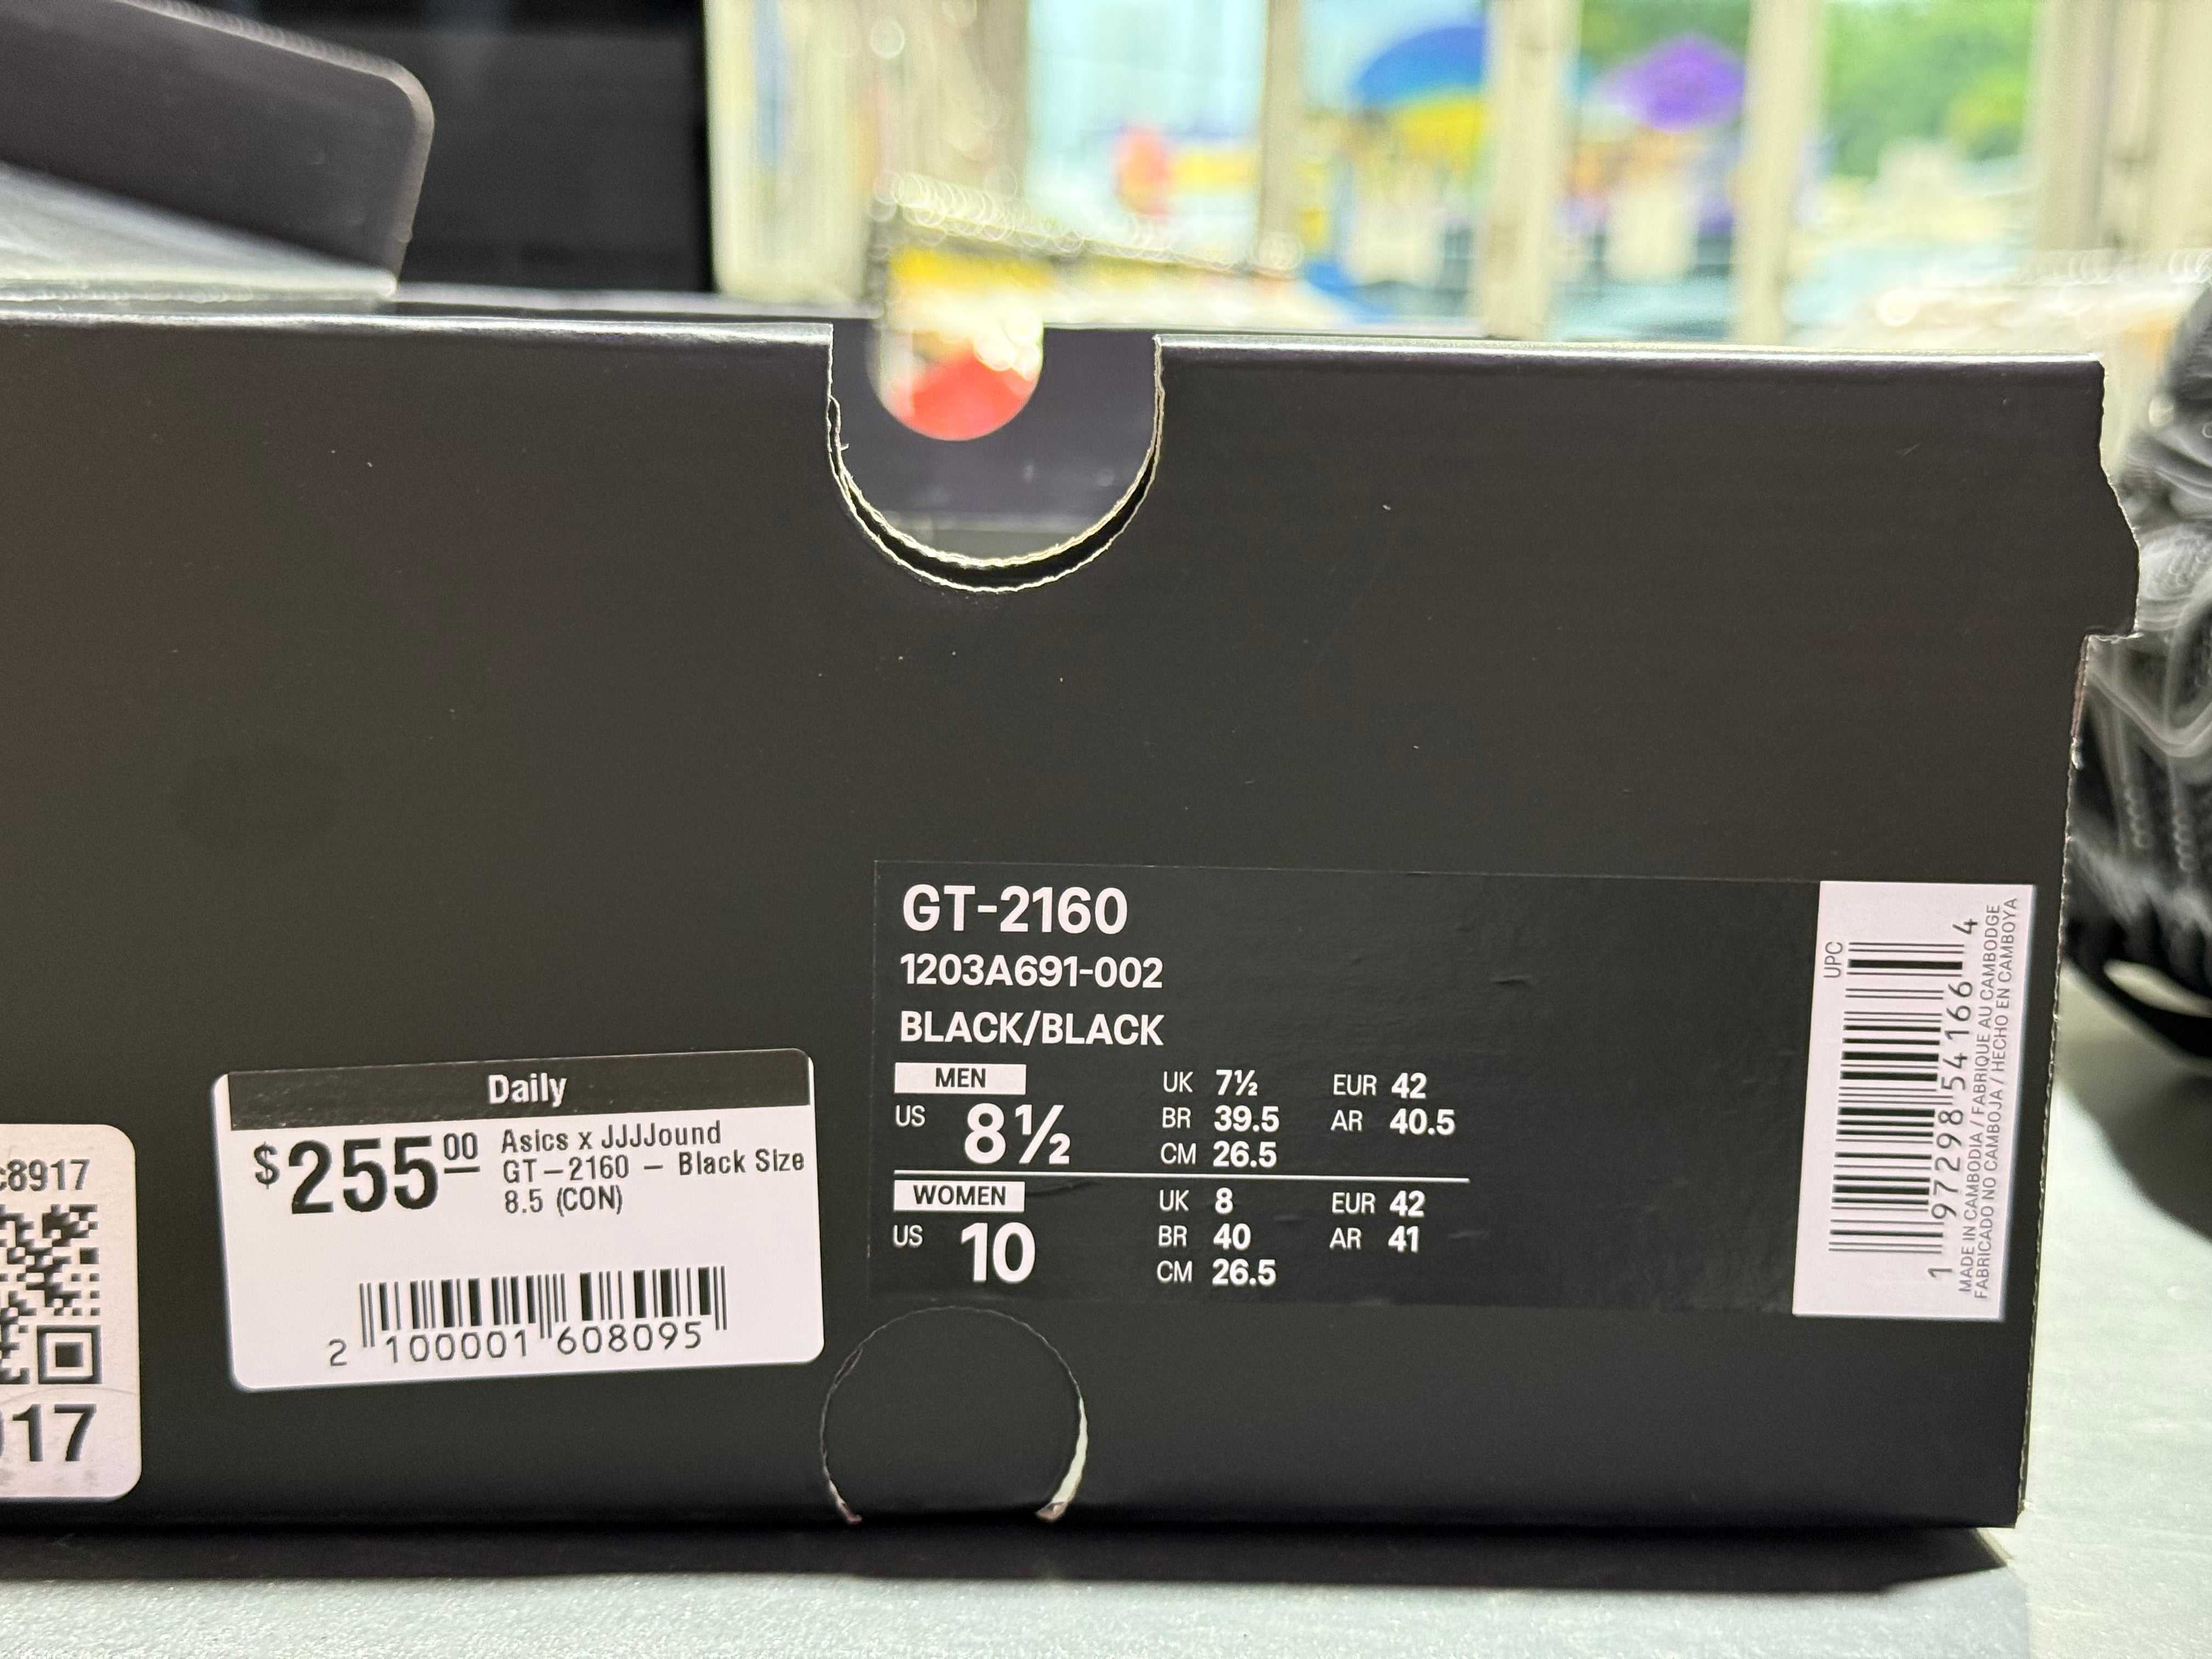 c8917
917
Daily
$255.00 Asics x JJJJound
GT-2160 - Black Size
8.5 (CON)
2 100001 608095
GT-2160
1203A691-002
BLACK/BLACK
MEN
US 8½
UK 7½ EUR 42
BR 39.5 AR 40.5
CM 26.5
WOMEN
US 10
UK 8 EUR 42
BR 40 AR 41
CM 26.5
UPC
1 97298 54166 4
MADE IN CAMBODIA / FABRIQUE AU CAMBODGE
FABRICADO NO CAMBOJA / HECHO EN CAMBOYA